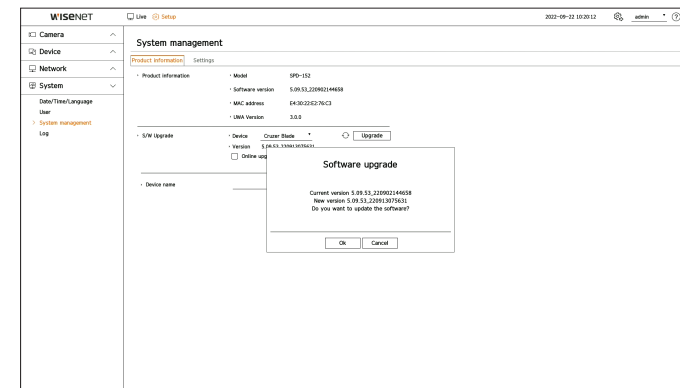 WISENET
Live Setup 2022-09-22 10:20:12 admin ?
Camera
Device
Network
System
Date/Time/Language
User
> System management
Log
System management
Product information Settings
· Product information
· Model SPD-152
· Software version 5.09.53_220902144658
· MAC address E4:30:22:E2:76:C3
· UWA Version 3.0.0
· S/W Upgrade
· Device Cruzer Blade Upgrade
· Version 5.09.53_220913075631
Online upg
· Device name
Software upgrade
Current version 5.09.53_220902144658
New version 5.09.53_220913075631
Do you want to update the software?
Ok Cancel